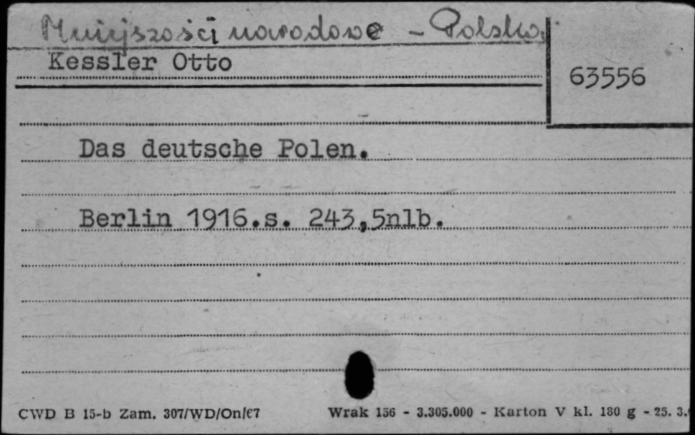 Mniejszości narodowe - Polska
Kessler Otto
63556
Das deutsche Polen.
Berlin 1916.s. 243,5nlb.
CWD B 15-b Zam. 307/WD/On/67 Wrak 156 - 3.305.000 - Karton V kl. 180 g - 25. 3.